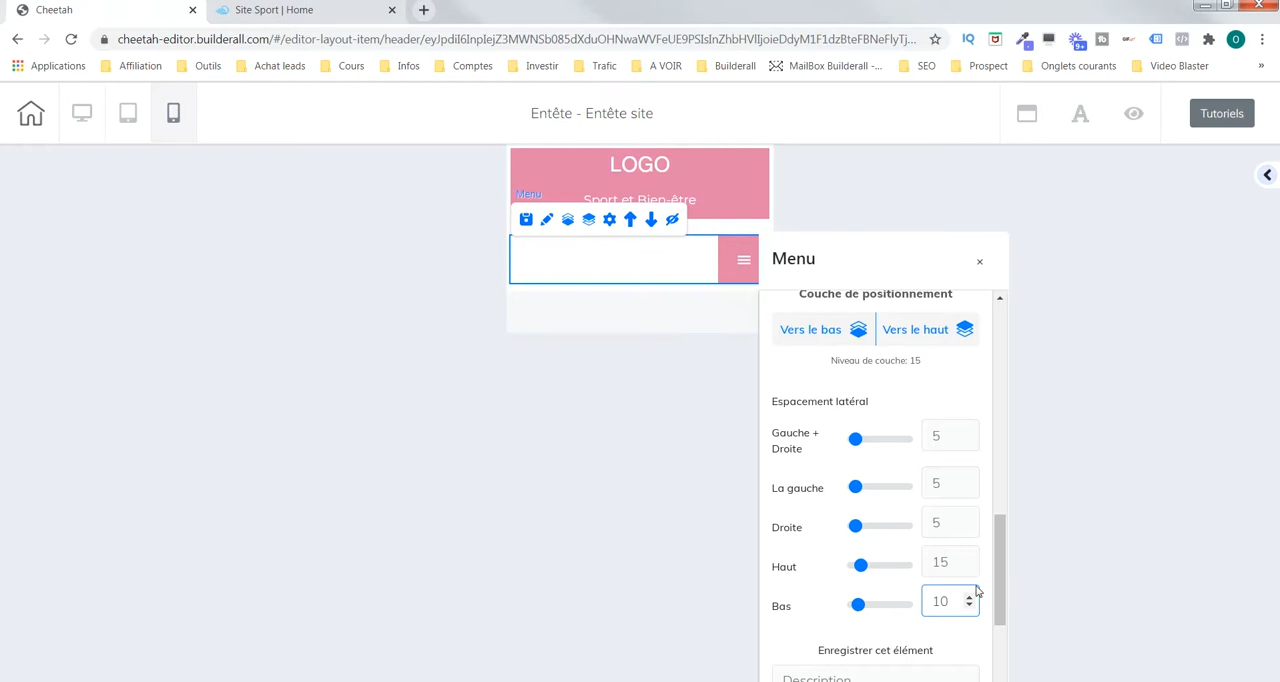 Cheetah
Site Sport | Home
cheetah-editor.builderall.com/#/editor-layout-item/header/
Applications
Affiliation
Outils
Achat leads
Cours
Infos
Comptes
Investir
Trafic
A VOIR
Builderall
MailBox Builderall -...
SEO
Prospect
Onglets courants
Video Blaster
»
Entête - Entête site
A
Tutoriels
LOGO
Menu
Sport et Bien-être
Menu
×
Couche de positionnement
Vers le bas
Vers le haut
Niveau de couche: 15
Espacement latéral
Gauche +
Droite
5
La gauche
5
Droite
5
Haut
15
Bas
10
Enregistrer cet élément
Description